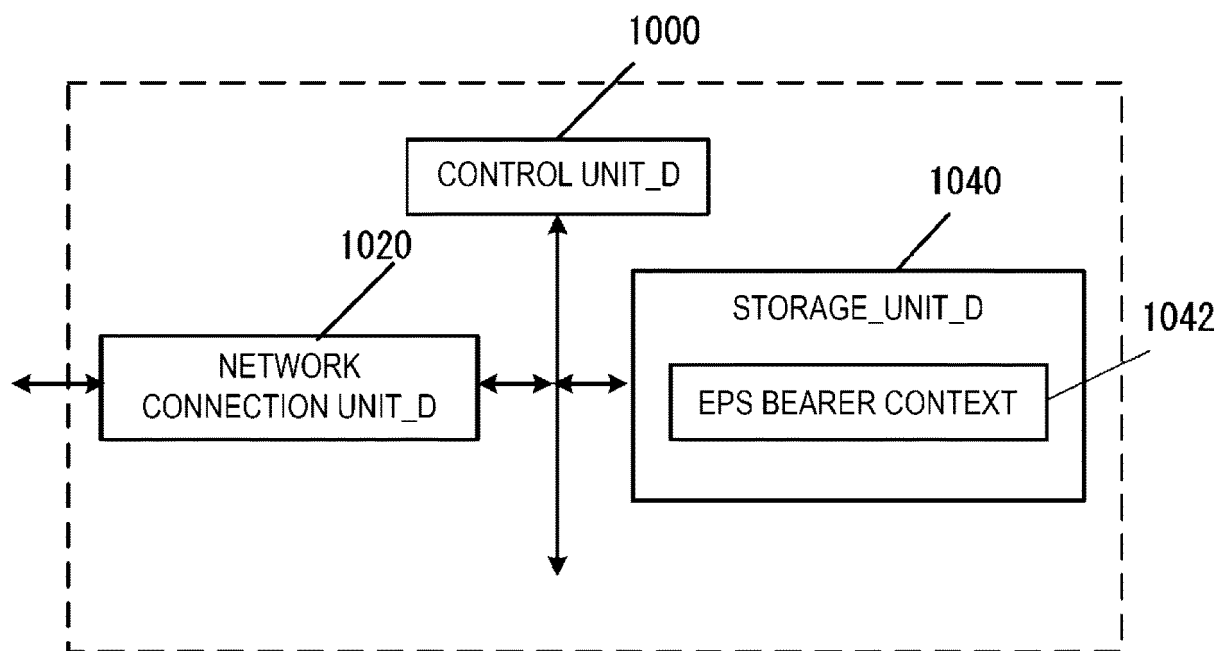 1000
CONTROL UNIT_D
1040
1020
STORAGE_UNIT_D
1042
NETWORK
CONNECTION UNIT_D
EPS BEARER CONTEXT